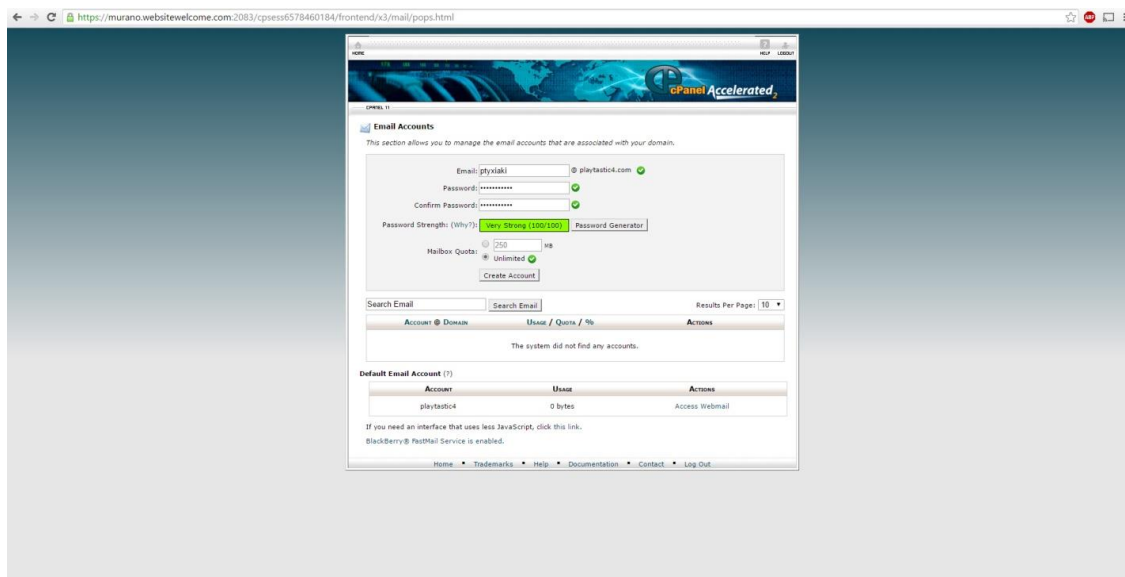 https://murano.websitewelcome.com:2083/cpsess6578460184/frontend/x3/mail/pops.html
ABP
HOME HELP LOGOUT
cPanel Accelerated2
CPANEL 11
Email Accounts
This section allows you to manage the email accounts that are associated with your domain.
Email: ptyxiaki @ playtastic4.com
Password: •••••••••••
Confirm Password: •••••••••••
Password Strength: (Why?): Very Strong (100/100) Password Generator
Mailbox Quota: 250 MB
Unlimited
Create Account
Search Email Search Email Results Per Page: 10
Account @ Domain Usage / Quota / % Actions
The system did not find any accounts.
Default Email Account (?)
Account Usage Actions
playtastic4 0 bytes Access Webmail
If you need an interface that uses less JavaScript, click this link.
BlackBerry® FastMail Service is enabled.
Home • Trademarks • Help • Documentation • Contact • Log Out